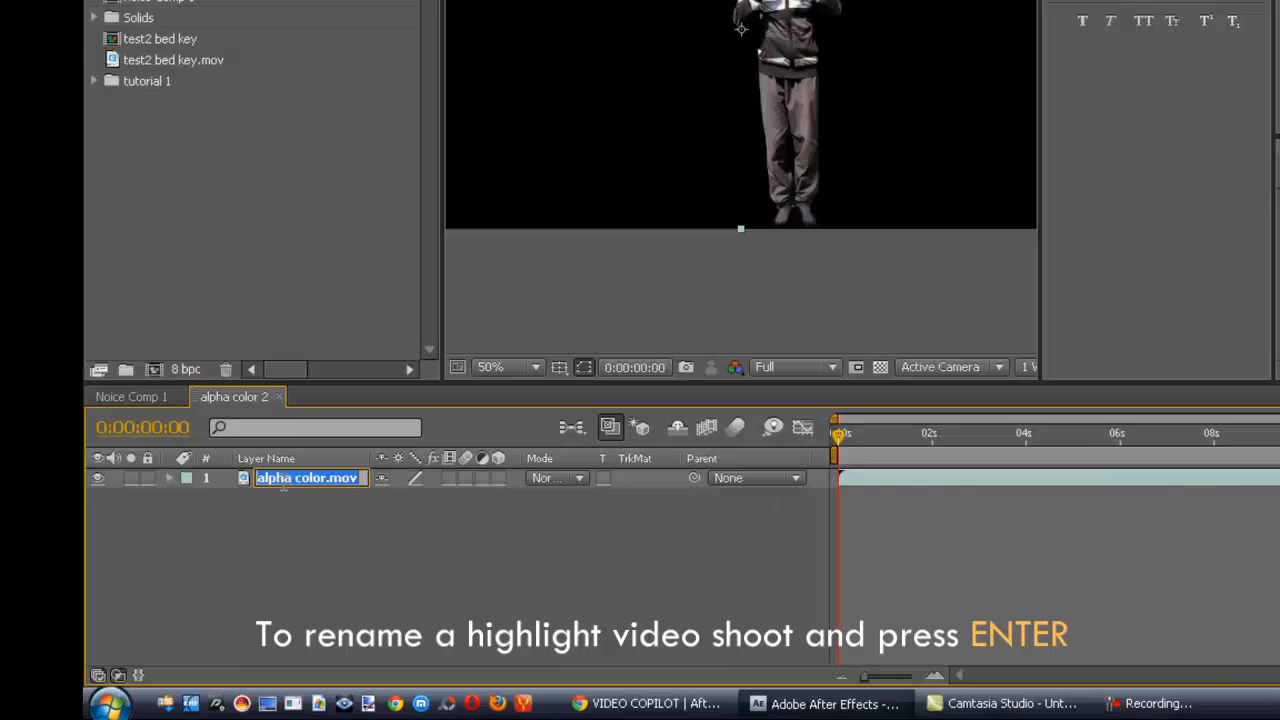 Solids
test2 bed key
test2 bed key.mov
tutorial 1
T T TT Tr T¹ T₁
8 bpc
50% 0:00:00:00 Full Active Camera
Noice Comp 1 alpha color 2 ×
0:00:00:00
02s 04s 06s 08s
# Layer Name fx Mode T TrkMat Parent
1 alpha color.mov Nor... None
To rename a highlight video shoot and press ENTER
VIDEO COPILOT | Aft... Adobe After Effects -... Camtasia Studio - Unt... Recording...